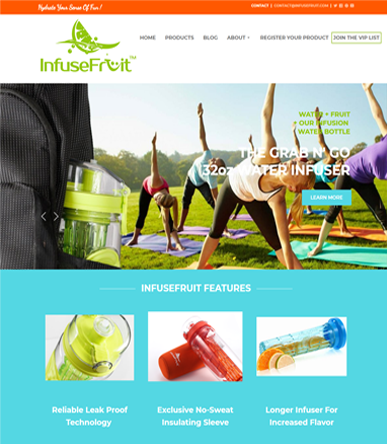 Hydrate Your Sense Of Fun!
CONTACT | CONTACT@INFUSEFRUIT.COM |
InfuseFruit™
HOME PRODUCTS BLOG ABOUT REGISTER YOUR PRODUCT JOIN THE VIP LIST
WATER + FRUIT
+ OUR INFUSION
WATER BOTTLE
THE GRAB N' GO
32oz WATER INFUSER
LEARN MORE
INFUSEFRUIT FEATURES
Reliable Leak Proof Exclusive No-Sweat Longer Infuser For
Technology Insulating Sleeve Increased Flavor